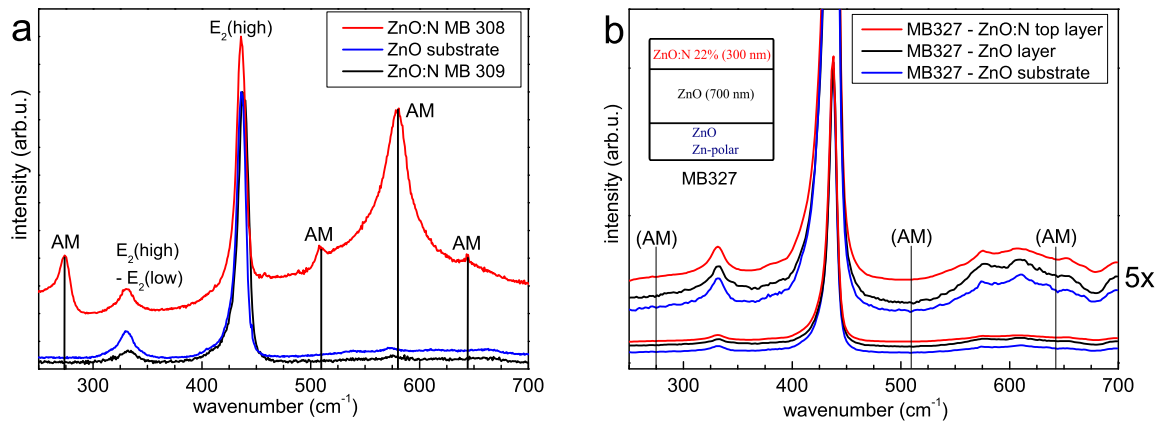 a
E2(high)
ZnO:N MB 308
ZnO substrate
ZnO:N MB 309
AM
AM
AM
AM
E2(high)
- E2(low)
intensity (arb.u.)
300 400 500 600 700
wavenumber (cm-1)
b
MB327 - ZnO:N top layer
MB327 - ZnO layer
MB327 - ZnO substrate
ZnO:N 22% (300 nm)
ZnO (700 nm)
ZnO
Zn-polar
MB327
(AM) (AM) (AM)
5x
intensity (arb.u.)
300 400 500 600 700
wavenumber (cm-1)